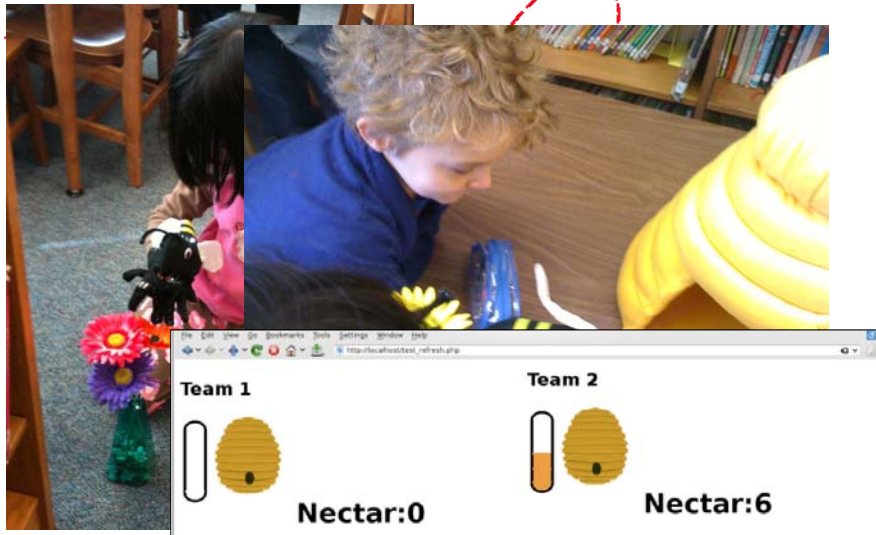 File Edit View Go Bookmarks Tools Settings Window Help
http://localhost/test_refresh.php
Team 1
Team 2
Nectar:0
Nectar:6